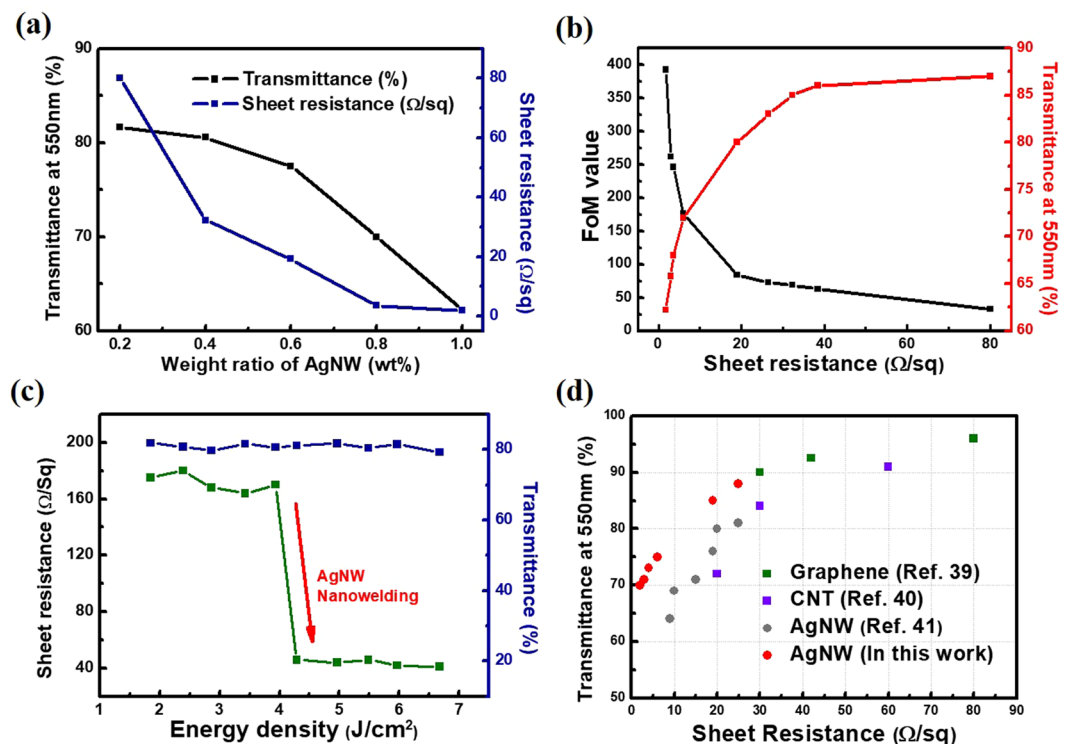 (a)
90
80
70
60
Transmittance at 550nm (%)
Transmittance (%)
Sheet resistance (Ω/sq)
80
60
40
20
0
Sheet resistance (Ω/sq)
0.2 0.4 0.6 0.8 1.0
Weight ratio of AgNW (wt%)
(b)
400
350
300
250
200
150
100
50
0
FoM value
90
85
80
75
70
65
60
Transmittance at 550nm (%)
0 20 40 60 80
Sheet resistance (Ω/sq)
(c)
200
160
120
80
40
Sheet resistance (Ω/Sq)
AgNW
Nanowelding
80
60
40
20
Transmittance (%)
1 2 3 4 5 6 7
Energy density (J/cm²)
(d)
100
90
80
70
60
50
Transmittance at 550nm (%)
Graphene (Ref. 39)
CNT (Ref. 40)
AgNW (Ref. 41)
AgNW (In this work)
0 10 20 30 40 50 60 70 80 90
Sheet Resistance (Ω/sq)